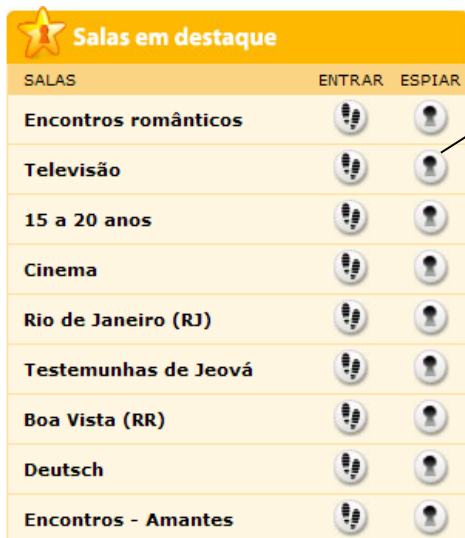 Salas em destaque
SALAS ENTRAR ESPIAR
Encontros românticos
Televisão
15 a 20 anos
Cinema
Rio de Janeiro (RJ)
Testemunhas de Jeová
Boa Vista (RR)
Deutsch
Encontros - Amantes